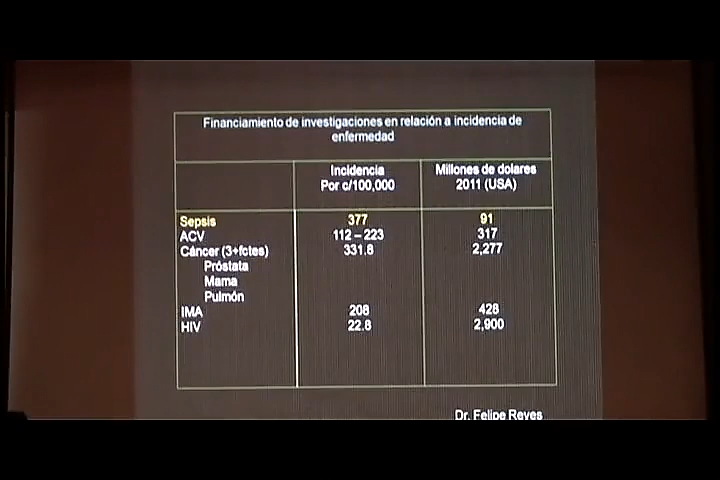 Financiamiento de investigaciones en relación a incidencia de
enfermedad
Incidencia
Por c/100,000
Millones de dolares
2011 (USA)
Sepsis 377 91
ACV 112 – 223 317
Cáncer (3+fctes) 331.8 2,277
Próstata
Mama
Pulmón
IMA 208 428
HIV 22.8 2,900
Dr. Felipe Reyes